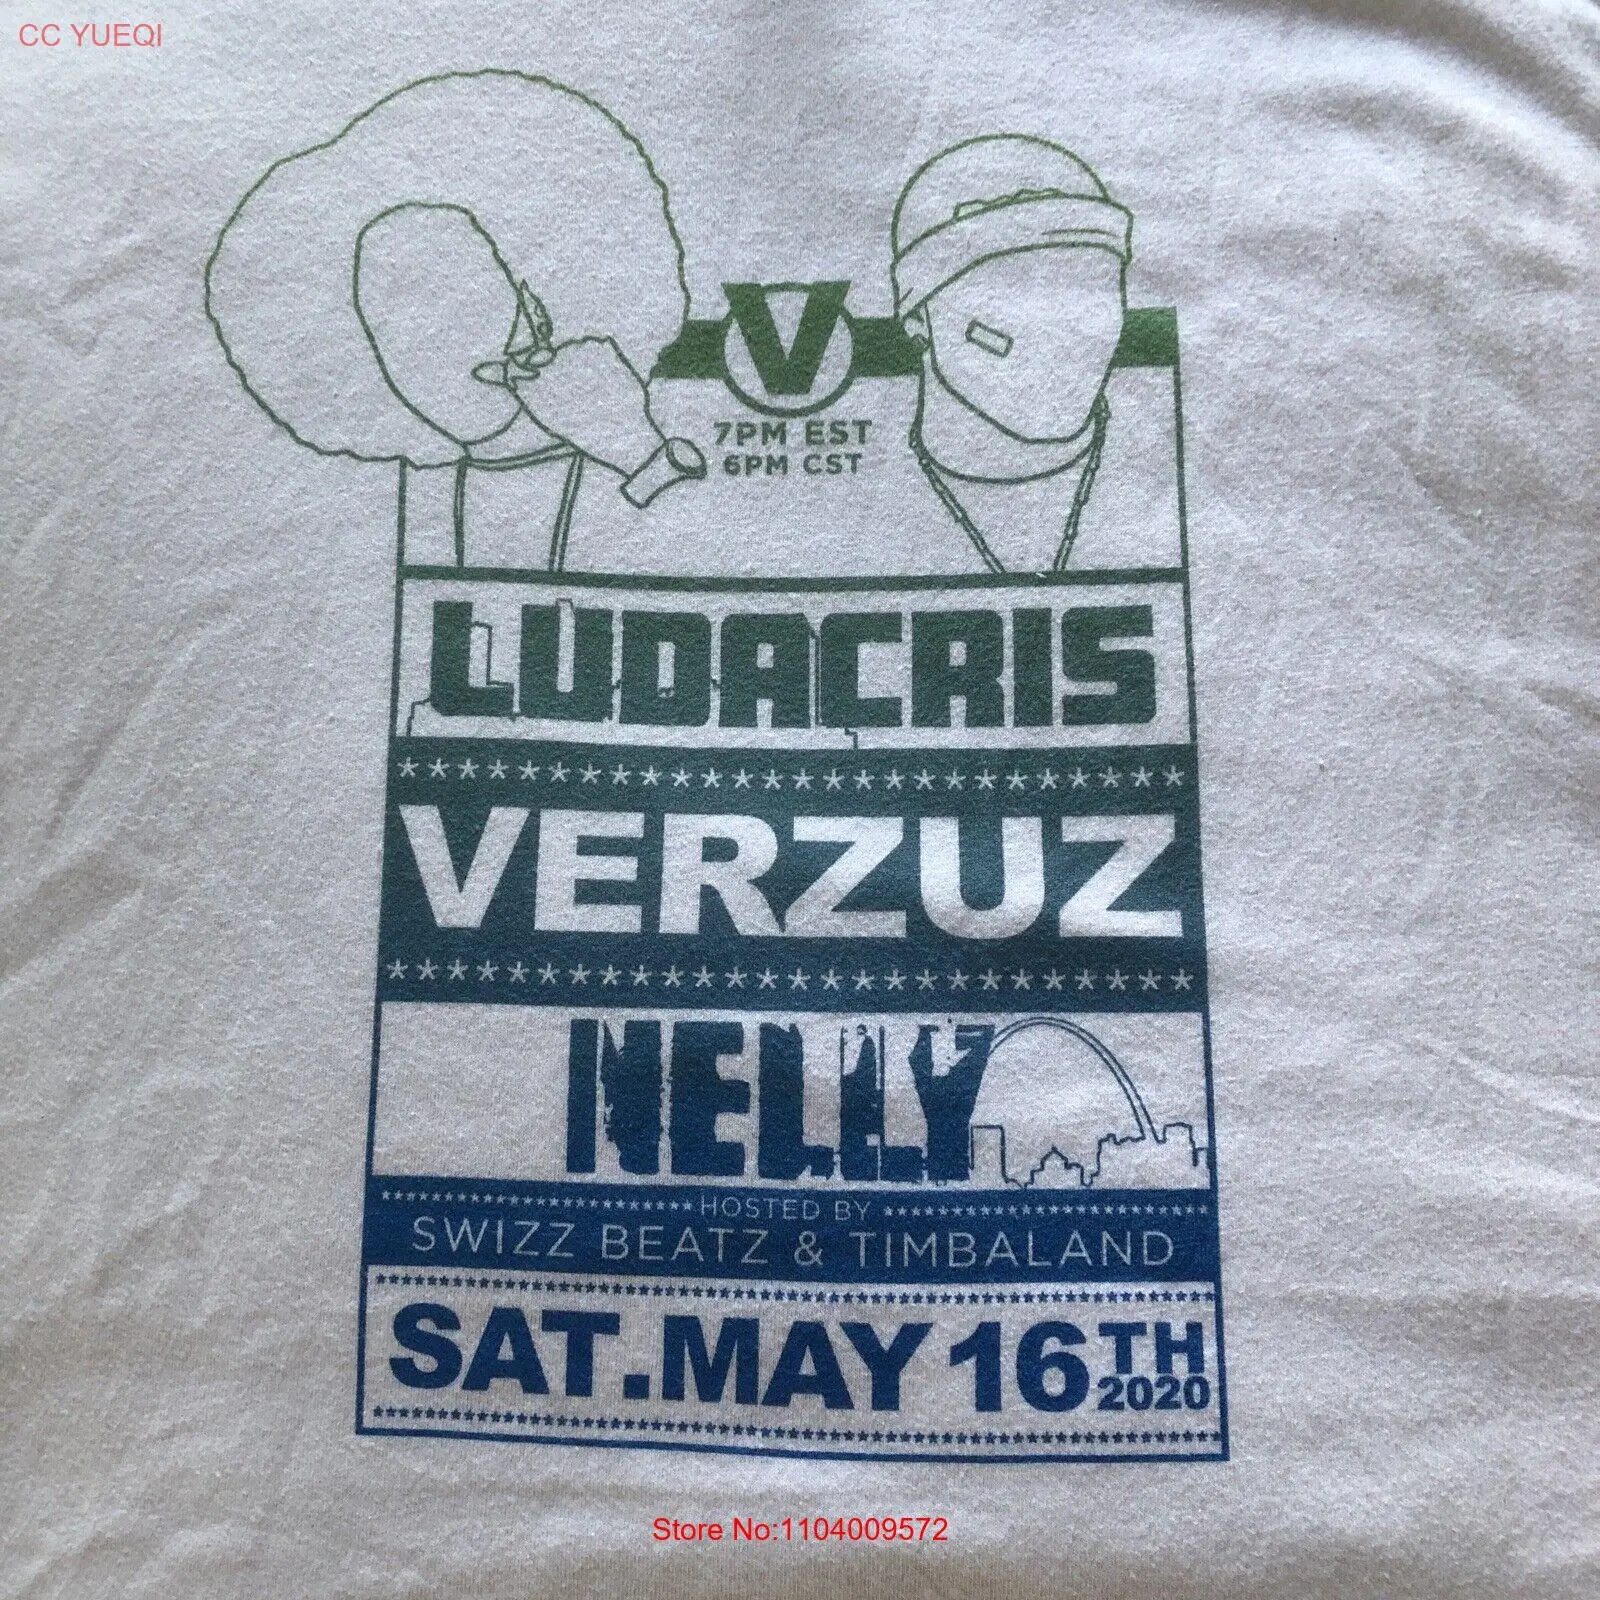 CC YUEQI
V
7PM EST
6PM CST
LUDACRIS
VERZUZ
NELLY
HOSTED BY
SWIZZ BEATZ & TIMBALAND
SAT.MAY 16TH
2020
Store No:1104009572